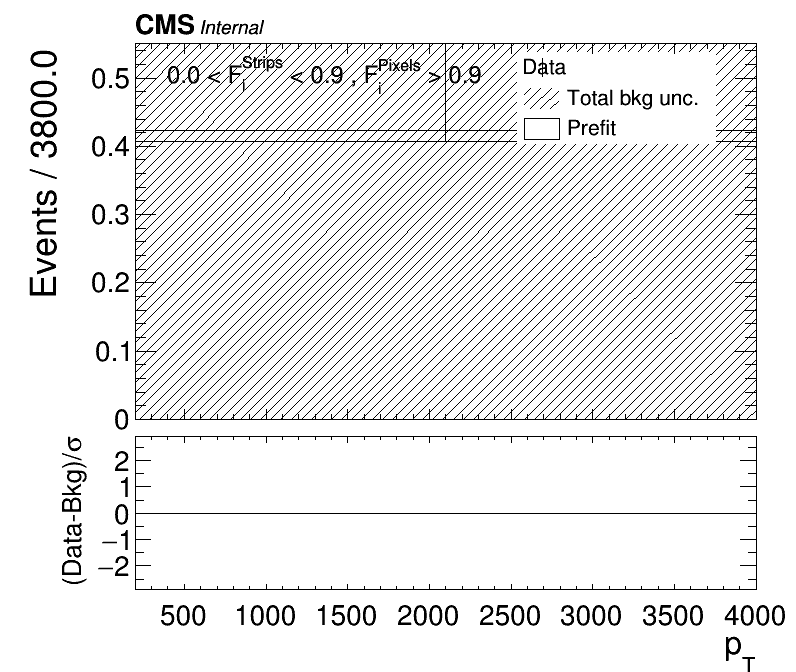 CMS Internal
Events / 3800.0
0.0 < F_i^Strips < 0.9 , F_i^Pixels > 0.9
Data
Total bkg unc.
Prefit
0.5
0.4
0.3
0.2
0.1
0
(Data-Bkg)/σ
2
1
0
−1
−2
500 1000 1500 2000 2500 3000 3500 4000
p_T